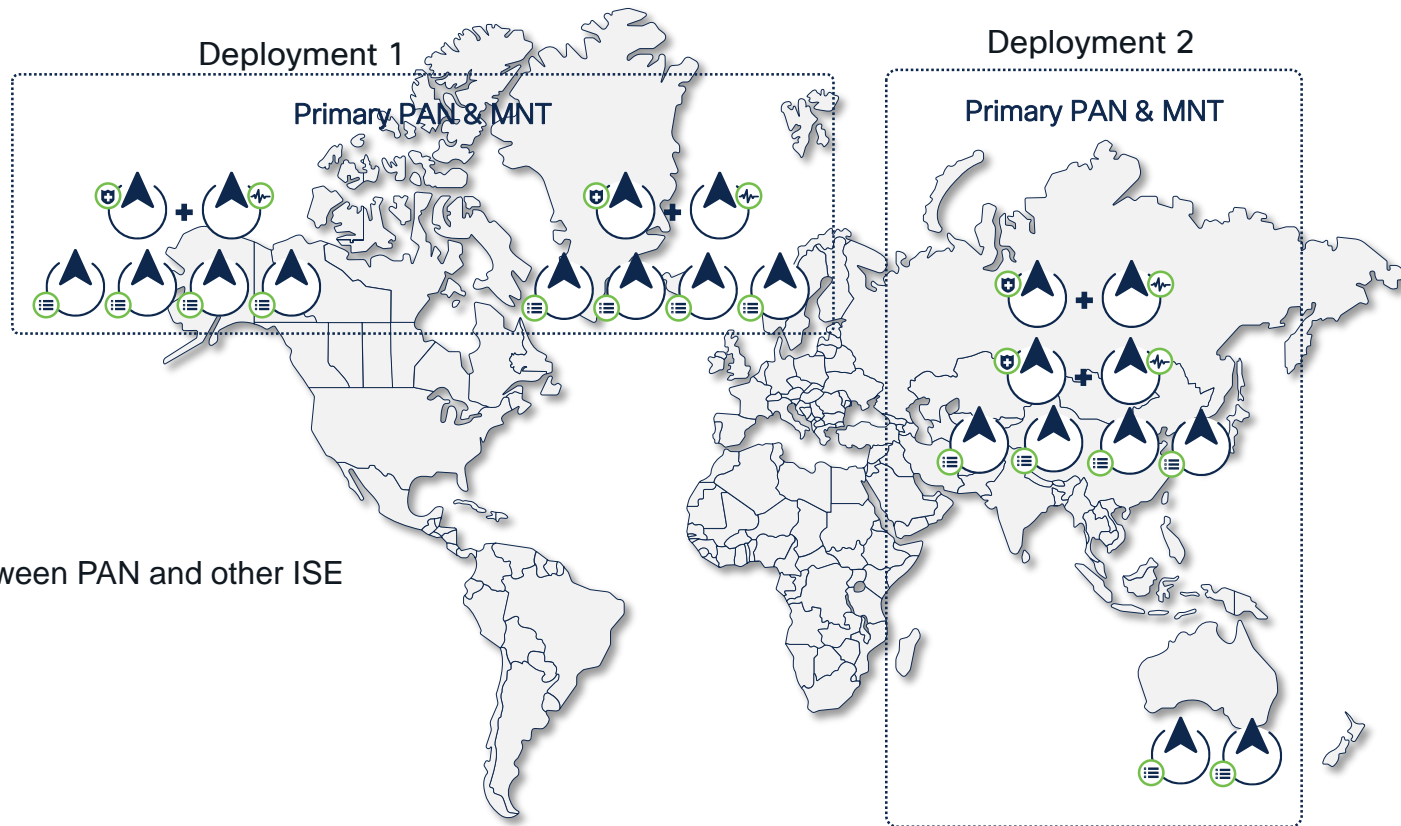 Deployment 1
Deployment 2
Primary PAN & MNT
Primary PAN & MNT
ween PAN and other ISE